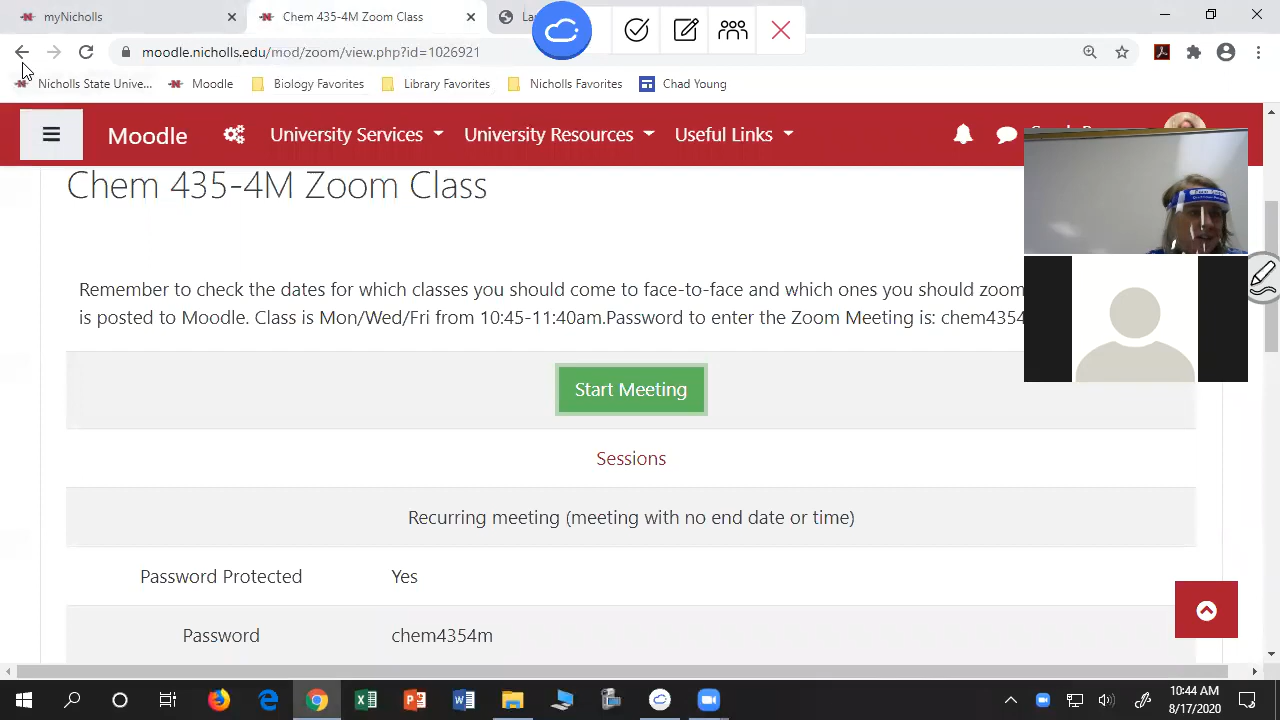 myNicholls
Chem 435-4M Zoom Class
moodle.nicholls.edu/mod/zoom/view.php?id=1026921
Nicholls State Unive...
Moodle
Biology Favorites
Library Favorites
Nicholls Favorites
Chad Young
Moodle
University Services
University Resources
Useful Links
Chem 435-4M Zoom Class
Remember to check the dates for which classes you should come to face-to-face and which ones you should zoom
is posted to Moodle. Class is Mon/Wed/Fri from 10:45-11:40am.Password to enter the Zoom Meeting is: chem4354
Start Meeting
Sessions
Recurring meeting (meeting with no end date or time)
Password Protected Yes
Password chem4354m
10:44 AM
8/17/2020